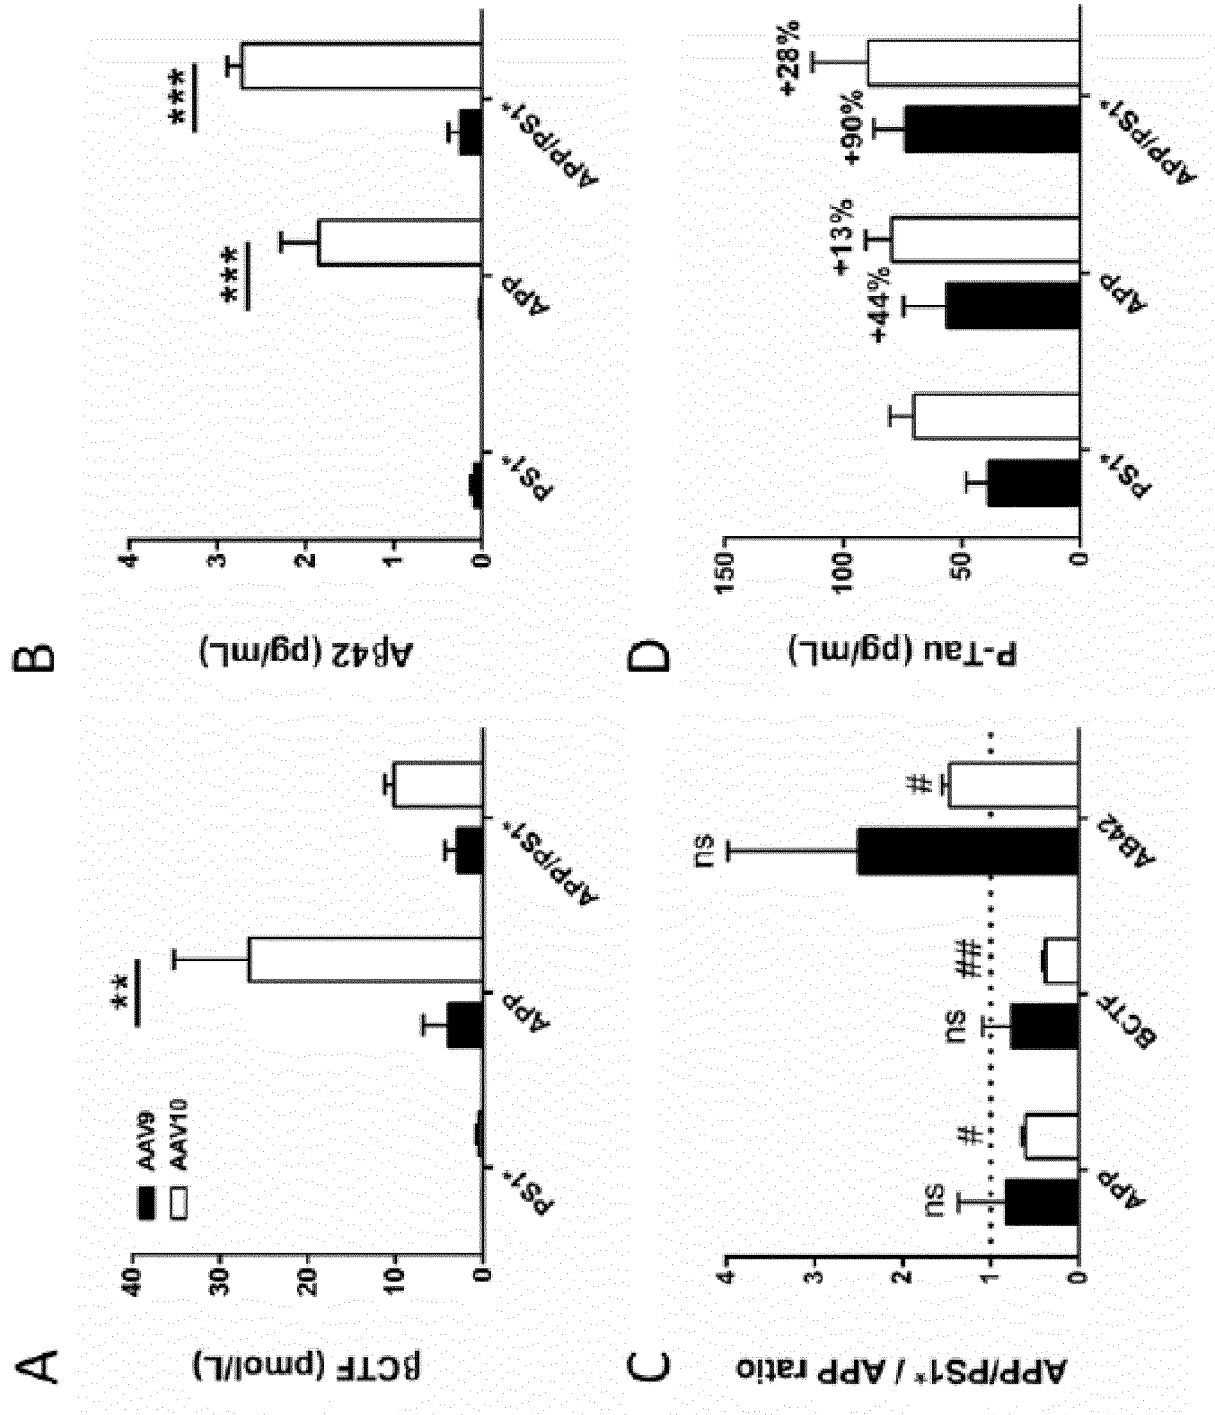 A
βCTF (pmol/L)
40
30
20
10
0
AAV9
AAV10
**
PS1*
APP
APP/PS1*
B
Aβ42 (pg/mL)
4
3
2
1
0
***
***
PS1*
APP
APP/PS1*
C
APP/PS1* / APP ratio
4
3
2
1
0
ns
#
ns
##
ns
#
APP
BCTF
AB42
D
P-Tau (pg/mL)
150
100
50
0
+44%
+13%
+90%
+28%
PS1*
APP
APP/PS1*